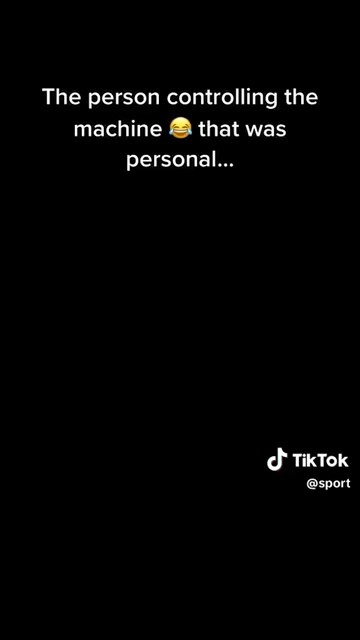 The person controlling the
machine 😂 that was
personal...
TikTok
@sport